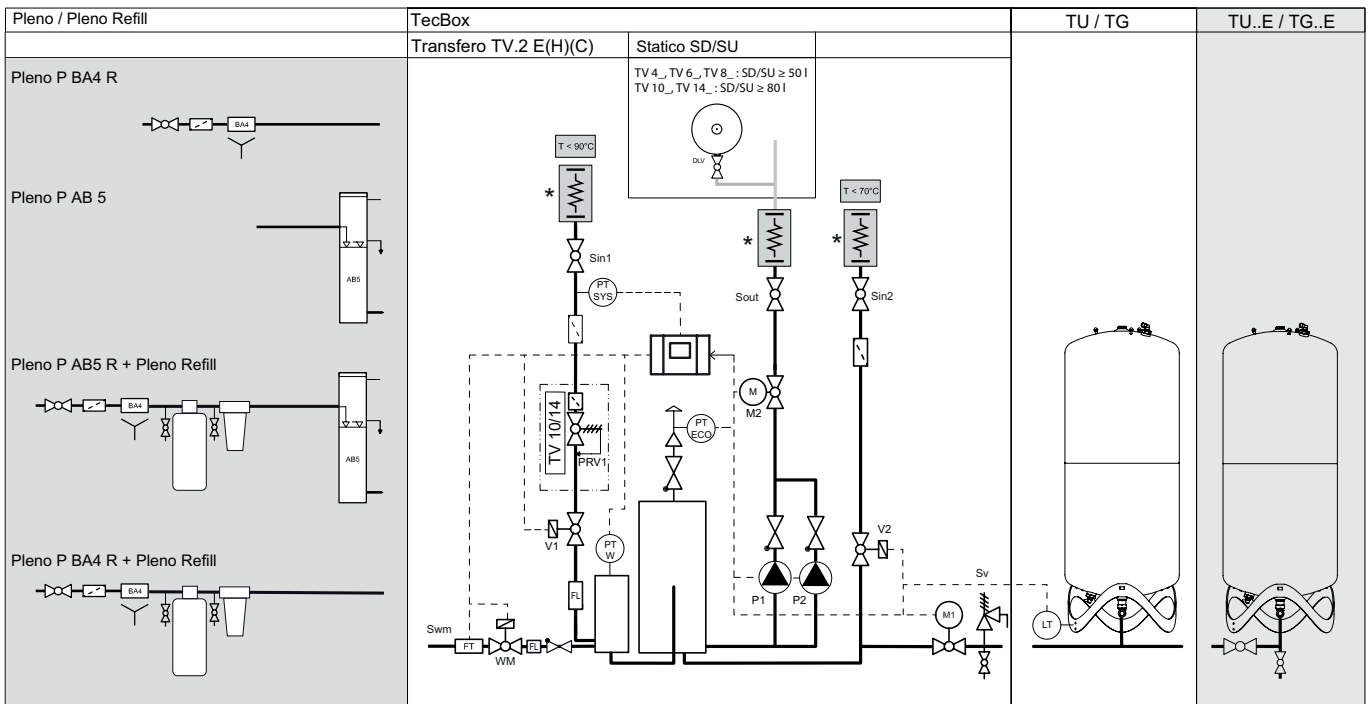 Pleno / Pleno Refill
TecBox
TU / TG
TU..E / TG..E
Transfero TV.2 E(H)(C)
Statico SD/SU
Pleno P BA4 R
BA4
Pleno P AB 5
AB5
Pleno P AB5 R + Pleno Refill
BA4
AB5
Pleno P BA4 R + Pleno Refill
BA4
TV 4_, TV 6_, TV 8_ : SD/SU ≥ 50 l
TV 10_, TV 14_ : SD/SU ≥ 80 l
DLV
T < 90°C
*
Sin1
PT
SYS
*
Sout
T < 70°C
*
Sin2
M
M2
PT
ECO
TV 10/14
PRV1
V1
PT
W
V2
FL
P1
P2
Sv
M1
LT
Swm
FT
WM
FL